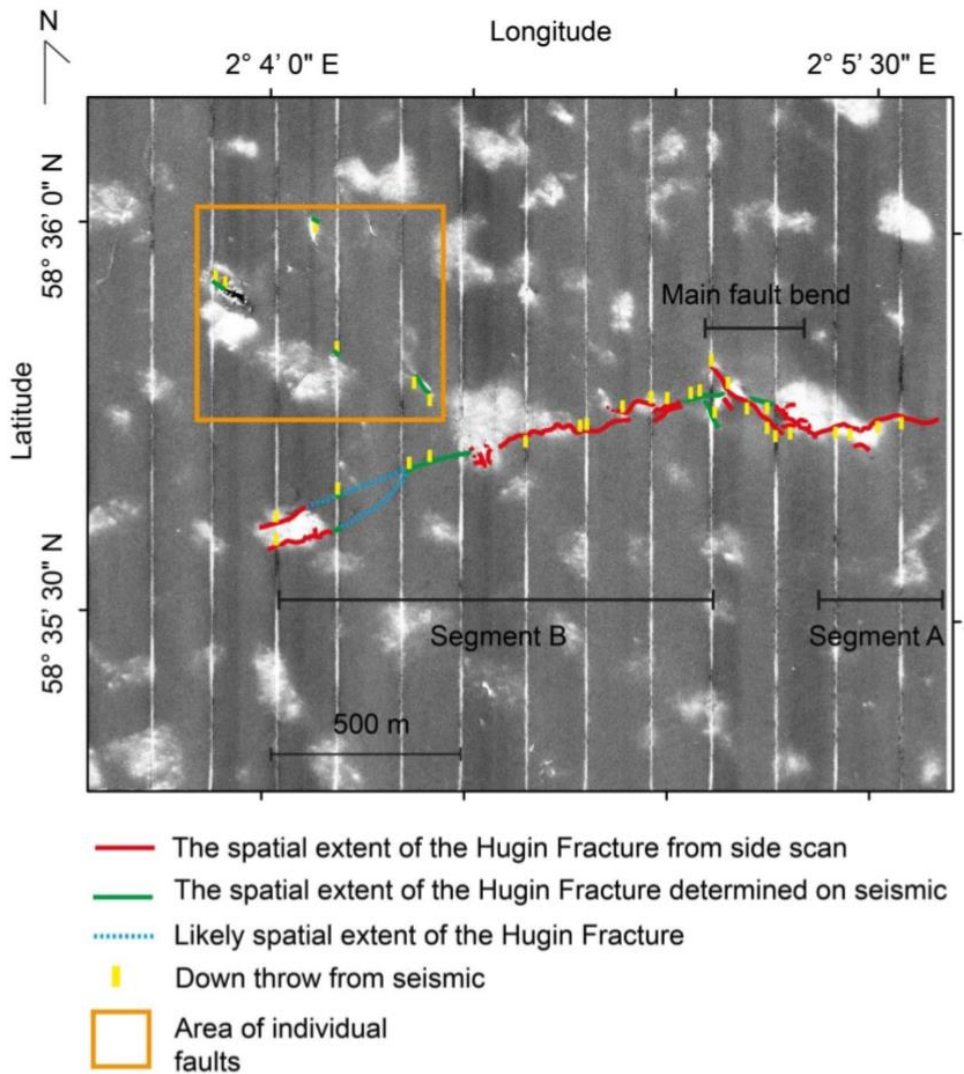 N
Longitude
2° 4' 0" E
2° 5' 30" E
58° 36' 0" N
Main fault bend
Latitude
58° 35' 30" N
Segment B
Segment A
500 m
The spatial extent of the Hugin Fracture from side scan
The spatial extent of the Hugin Fracture determined on seismic
Likely spatial extent of the Hugin Fracture
Down throw from seismic
Area of individual
faults